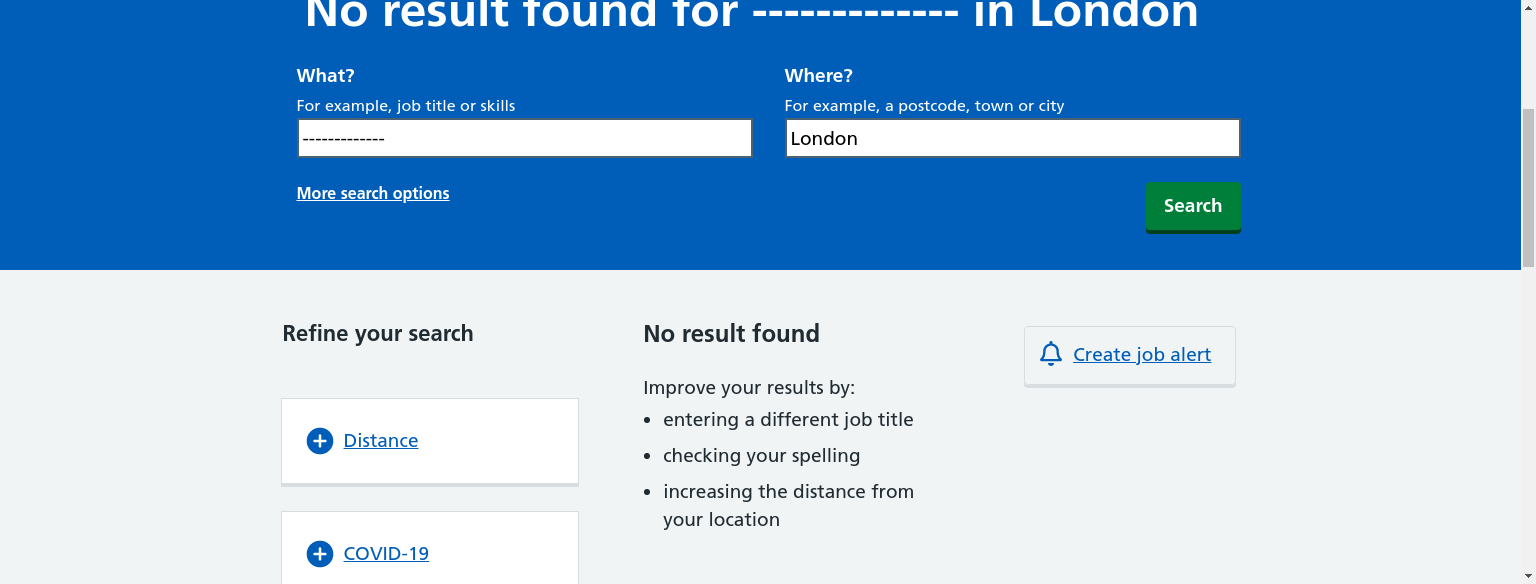 No result found for ------------- in London
What?
Where?
For example, job title or skills
For example, a postcode, town or city
-------------
London
More search options
Search
Refine your search
No result found
Create job alert
Improve your results by:
entering a different job title
Distance
checking your spelling
increasing the distance from
your location
COVID-19